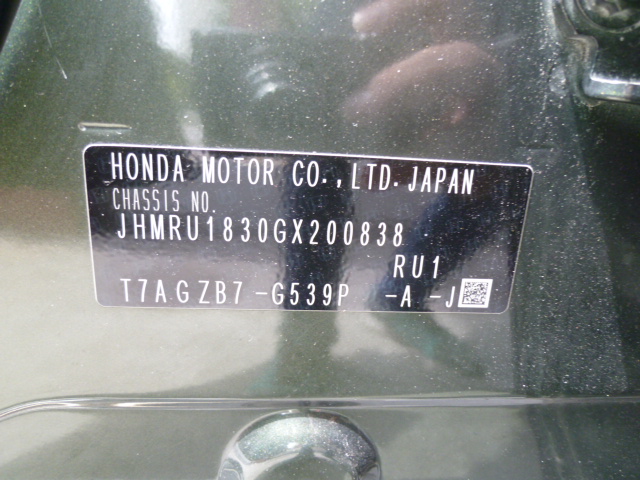 HONDA MOTOR CO.,LTD.JAPAN
CHASSIS NO.
JHMRU1830GX200838
RU1
T7AGZB7-G539P -A -J